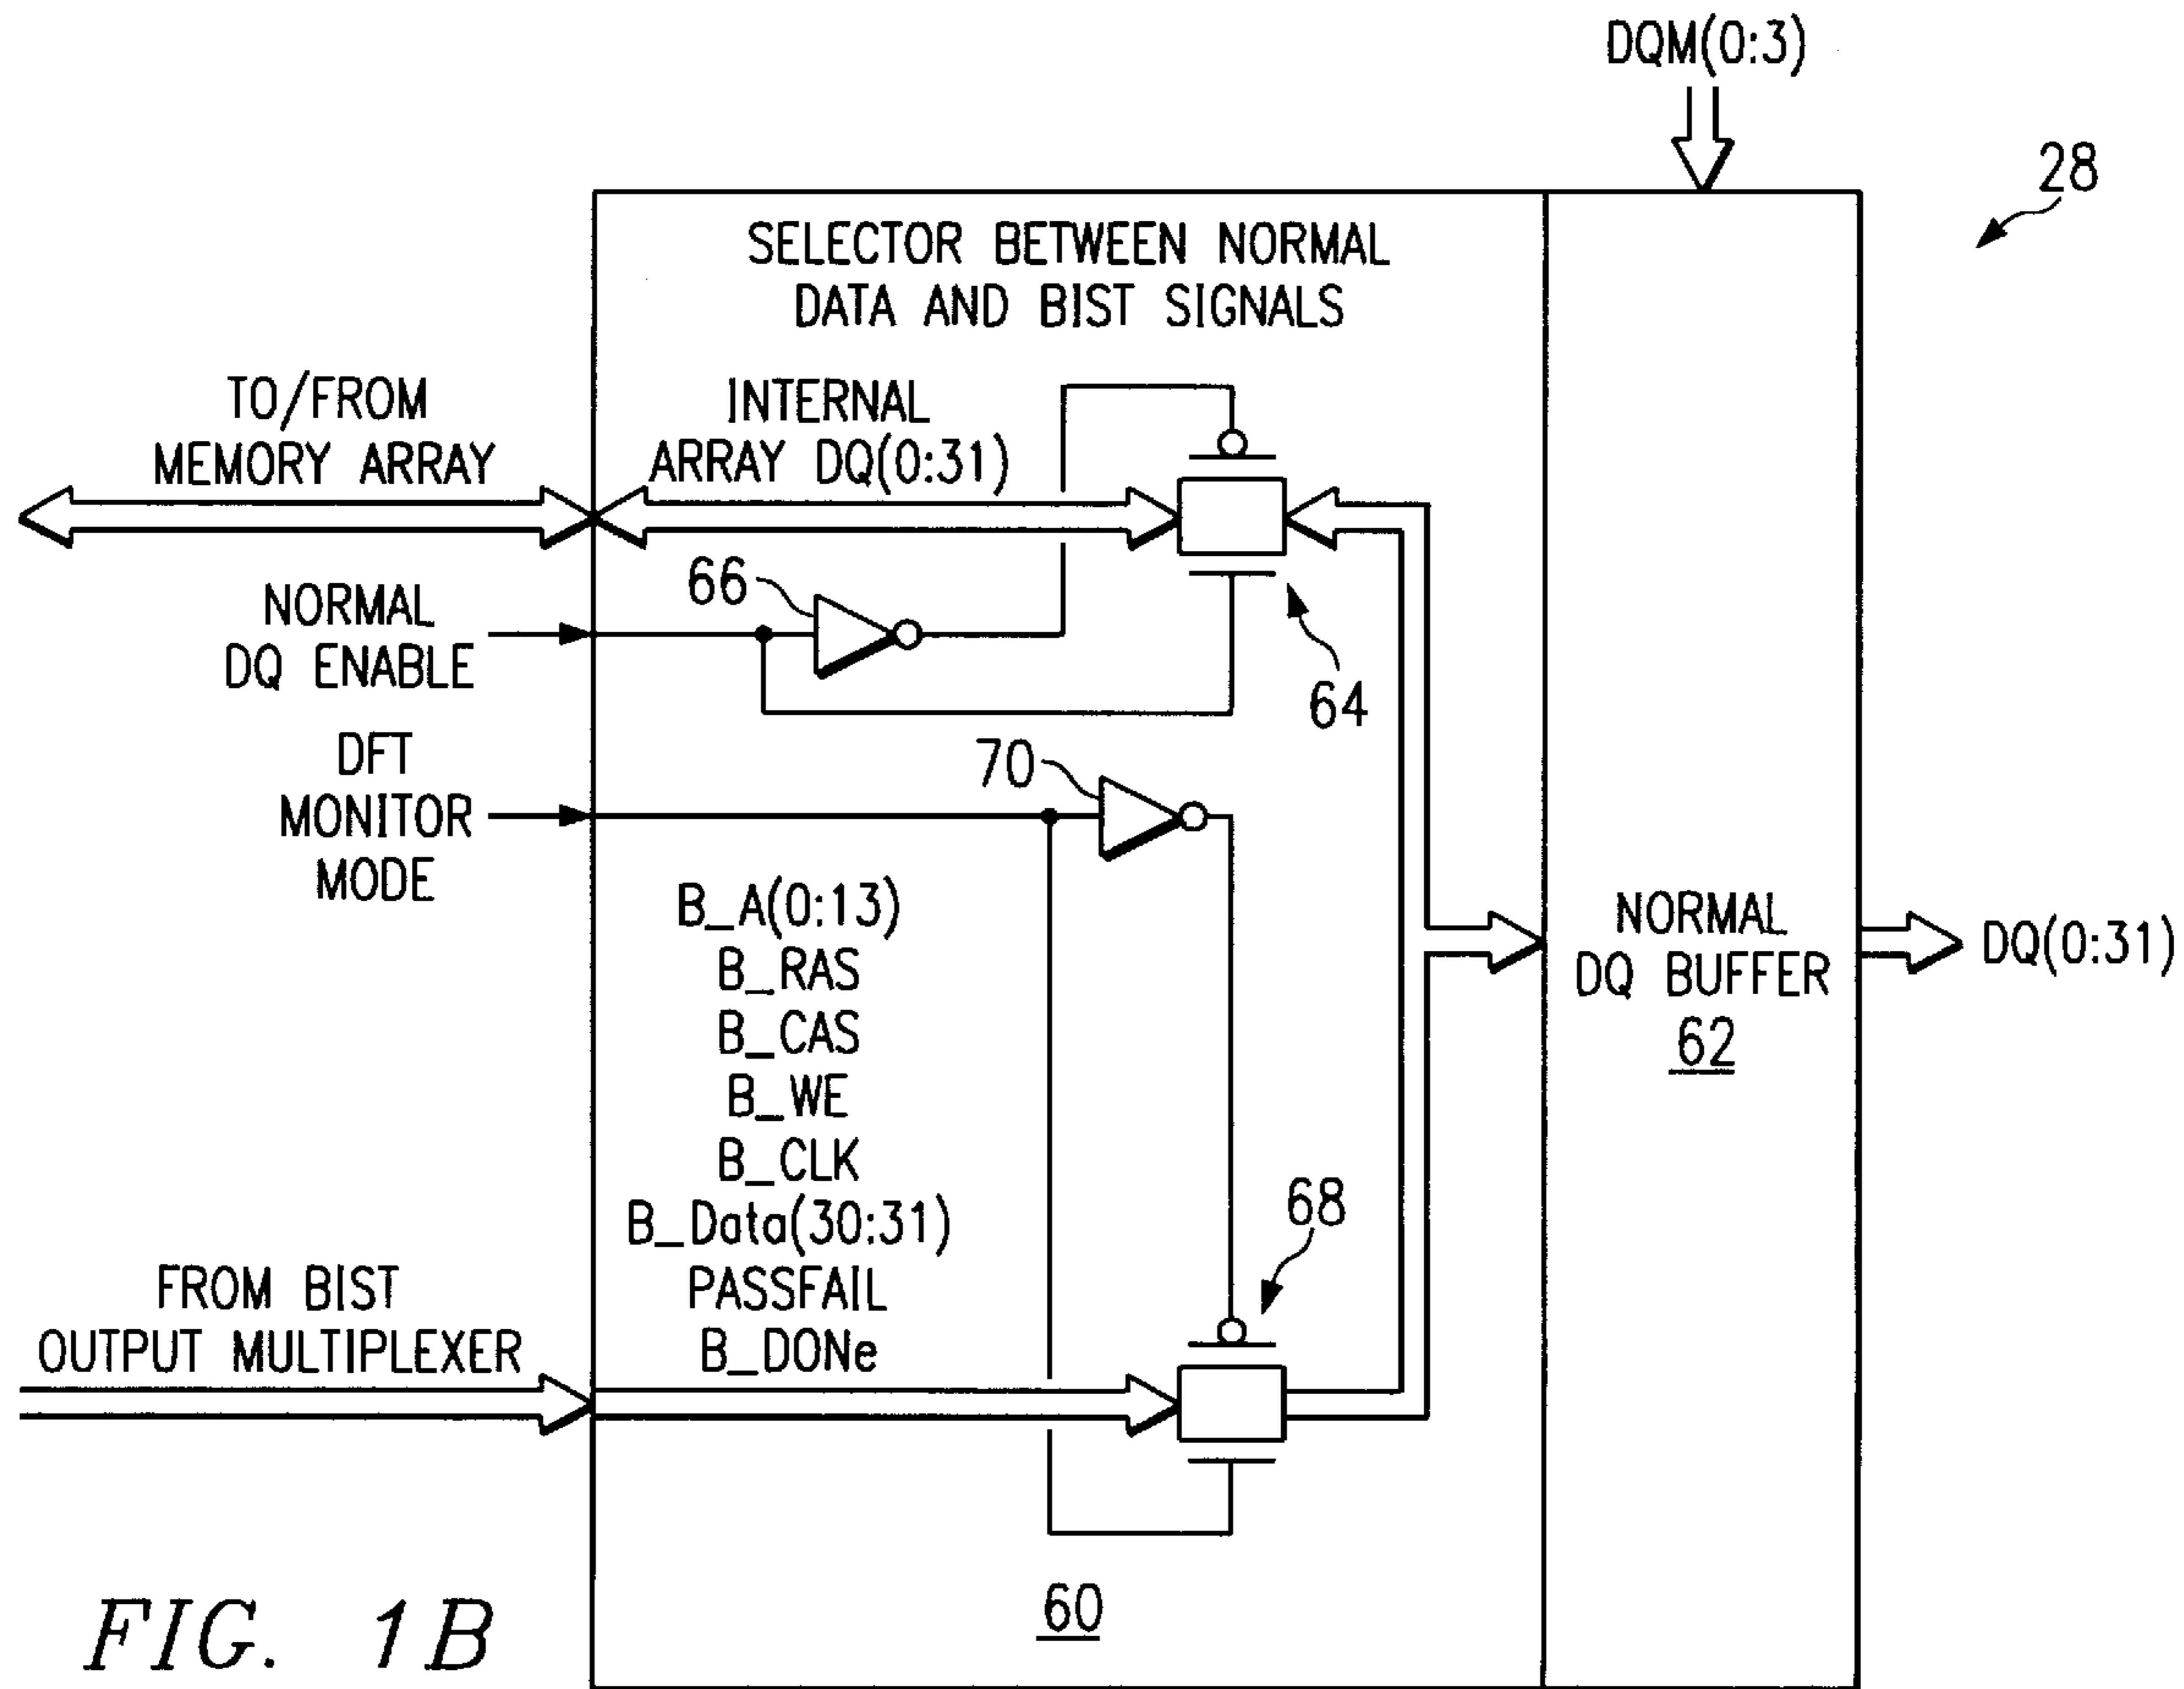 DQM(0:3)
28
SELECTOR BETWEEN NORMAL
DATA AND BIST SIGNALS
TO/FROM
MEMORY ARRAY
INTERNAL
ARRAY DQ(0:31)
66
NORMAL
DQ ENABLE
64
DFT
MONITOR
MODE
70
B_A(0:13)
B_RAS
B_CAS
B_WE
B_CLK
B_Data(30:31)
PASSFAIL
B_DONe
NORMAL
DQ BUFFER
62
DQ(0:31)
68
FROM BIST
OUTPUT MULTIPLEXER
60
FIG. 1B